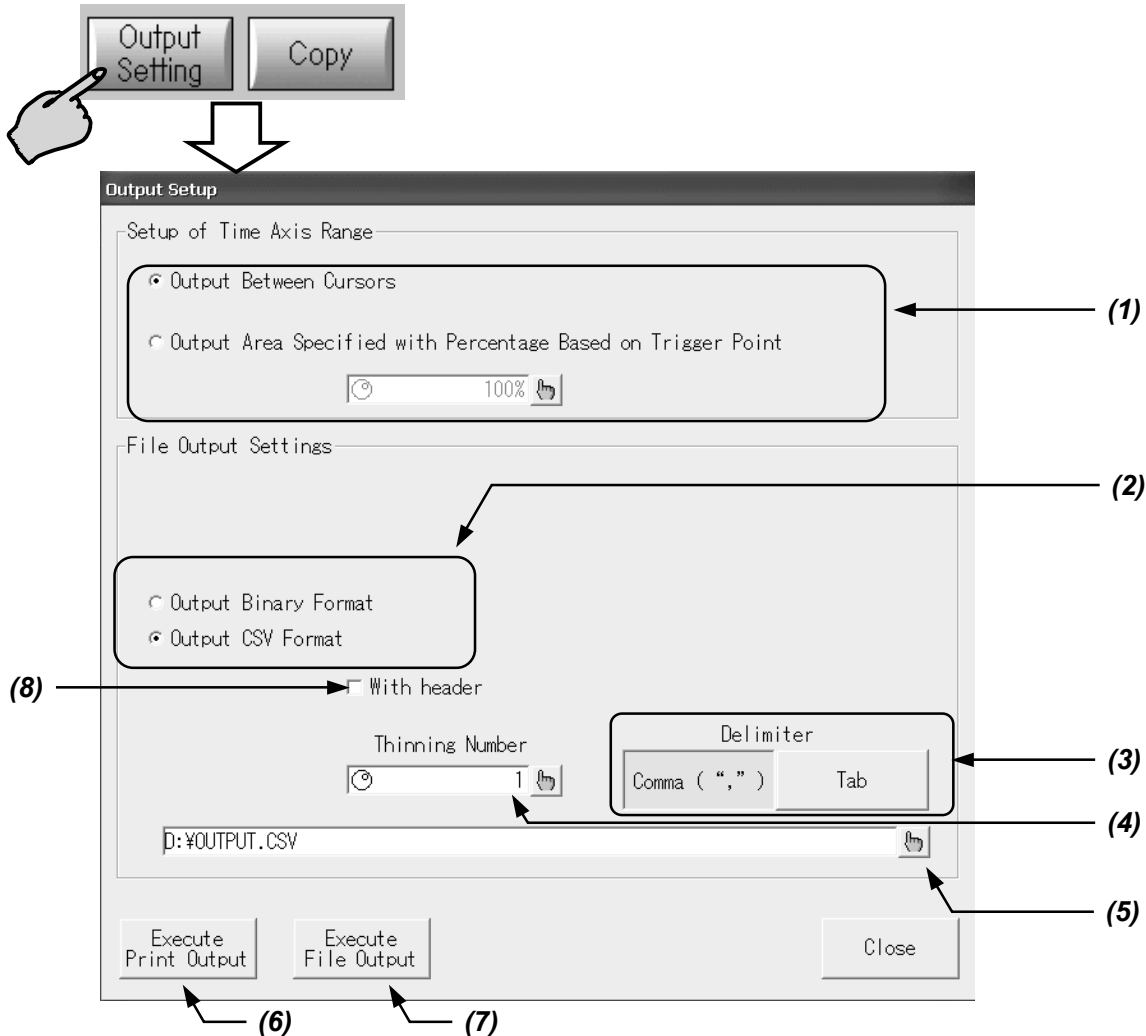 Output
Setting
Copy
Output Setup
Setup of Time Axis Range
Output Between Cursors
(1)
Output Area Specified with Percentage Based on Trigger Point
100%
File Output Settings
(2)
Output Binary Format
Output CSV Format
(8)
With header
Thinning Number
Delimiter
1
Comma ( “,” )
Tab
(3)
(4)
D:¥OUTPUT.CSV
(5)
Execute
Print Output
Execute
File Output
Close
(6)
(7)